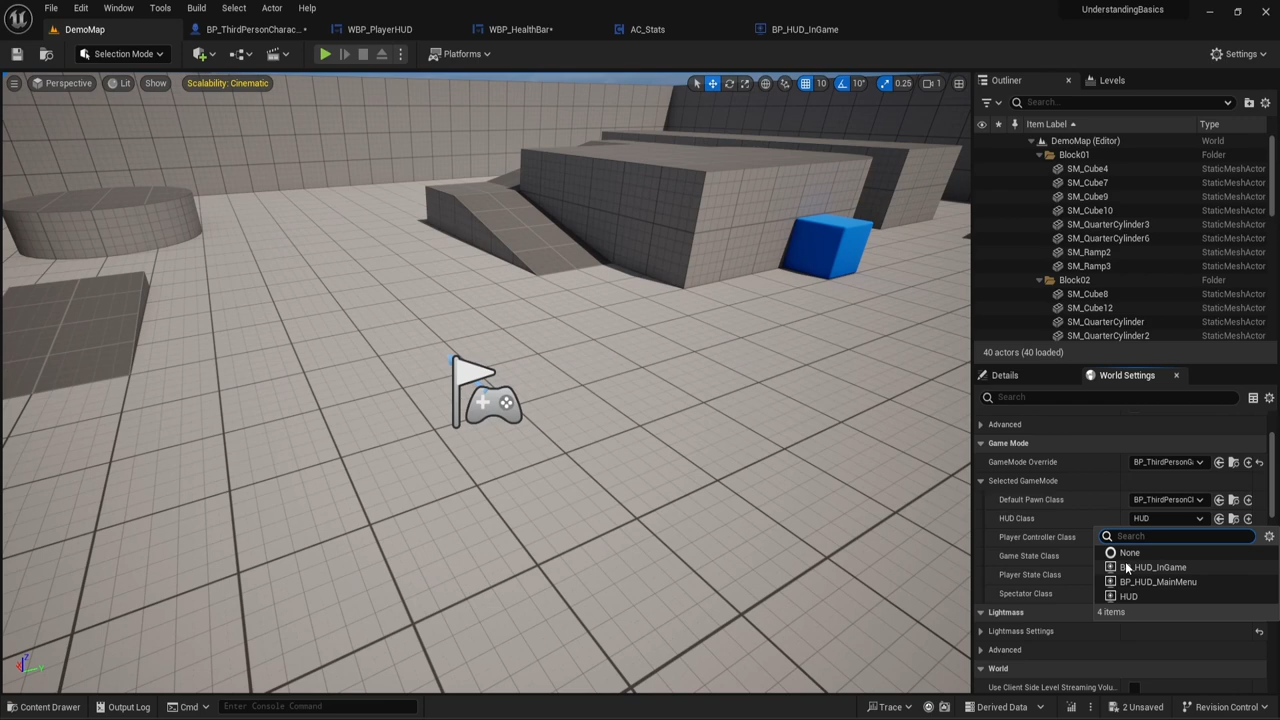 File Edit Window Tools Build Select Actor Help
UnderstandingBasics
DemoMap
BP_ThirdPersonCharac...•
WBP_PlayerHUD
WBP_HealthBar•
AC_Stats
BP_HUD_InGame
Selection Mode
Platforms
Settings
Perspective
Lit
Show
Scalability: Cinematic
10
10°
0.25
1
Outliner
Levels
Search...
Item Label
Type
DemoMap (Editor) World
Block01 Folder
SM_Cube4 StaticMeshActor
SM_Cube7 StaticMeshActor
SM_Cube9 StaticMeshActor
SM_Cube10 StaticMeshActor
SM_QuarterCylinder3 StaticMeshActor
SM_QuarterCylinder6 StaticMeshActor
SM_Ramp2 StaticMeshActor
SM_Ramp3 StaticMeshActor
Block02 Folder
SM_Cube8 StaticMeshActor
SM_Cube12 StaticMeshActor
SM_QuarterCylinder StaticMeshActor
SM_QuarterCylinder2 StaticMeshActor
40 actors (40 loaded)
Details
World Settings
Search
Advanced
Game Mode
GameMode Override BP_ThirdPersonG
Selected GameMode
Default Pawn Class BP_ThirdPersonCl
HUD Class HUD
Player Controller Class
Search
Game State Class
None
BP_HUD_InGame
Player State Class
BP_HUD_MainMenu
Spectator Class
HUD
Lightmass
4 items
Lightmass Settings
Advanced
World
Use Client Side Level Streaming Volu...
Content Drawer
Output Log
Cmd
Enter Console Command
Trace
Derived Data
2 Unsaved
Revision Control
Z
Y